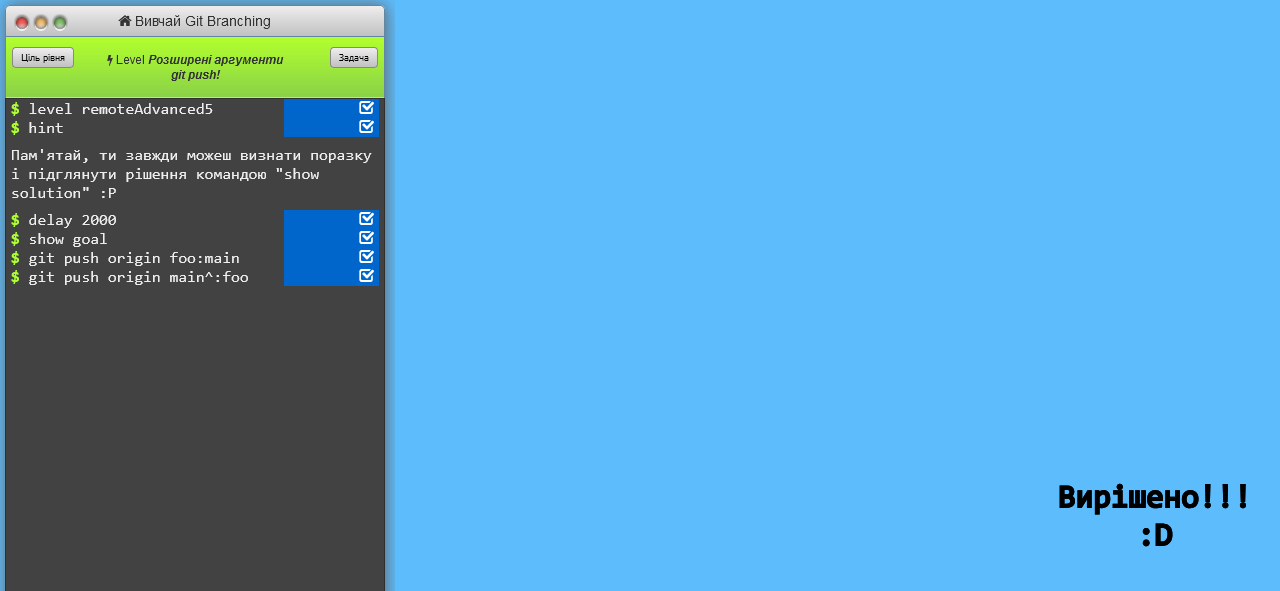 Вивчай Git Branching
Ціль рівня
Level Розширені аргументи
git push!
Задача
$ level remoteAdvanced5
$ hint
Пам'ятай, ти завжди можеш визнати поразку
і підглянути рішення командою "show
solution" :P
$ delay 2000
$ show goal
$ git push origin foo:main
$ git push origin main^:foo
Вирішено!!!
:D